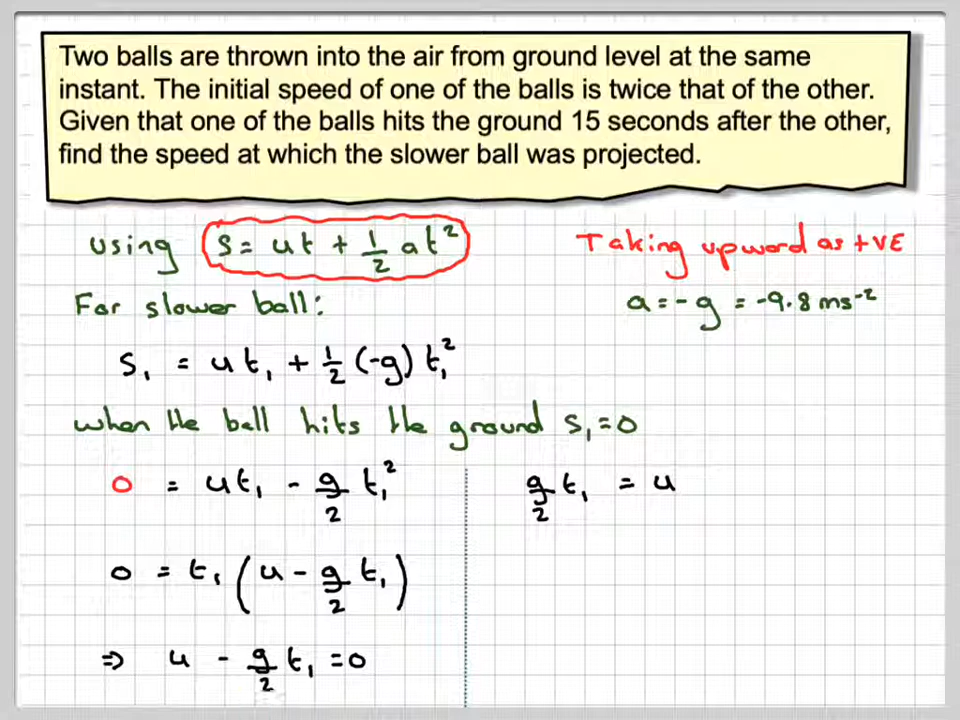 Two balls are thrown into the air from ground level at the same
instant. The initial speed of one of the balls is twice that of the other.
Given that one of the balls hits the ground 15 seconds after the other,
find the speed at which the slower ball was projected.
using s = ut + 1/2 at²
Taking upward as +VE
For slower ball:
a = -g = -9.8 ms⁻²
s₁ = ut₁ + 1/2 (-g) t₁²
when the ball hits the ground s₁ = 0
0 = ut₁ - g/2 t₁²
0 = t₁ (u - g/2 t₁)
⇒ u - g/2 t₁ = 0
g/2 t₁ = u